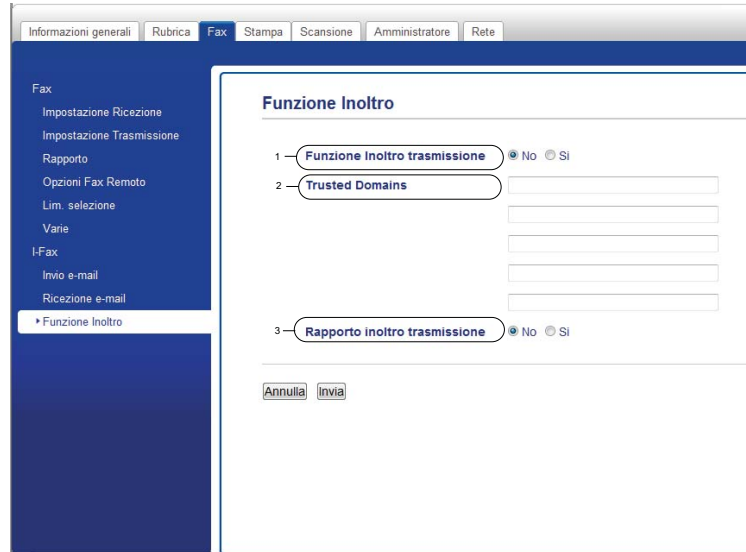 Informazioni generali Rubrica Fax Stampa Scansione Amministratore Rete
Fax
Impostazione Ricezione
Impostazione Trasmissione
Rapporto
Opzioni Fax Remoto
Lim. selezione
Varie
I-Fax
Invio e-mail
Ricezione e-mail
Funzione Inoltro
Funzione Inoltro
1 Funzione Inoltro trasmissione No Si
2 Trusted Domains
3 Rapporto inoltro trasmissione No Si
Annulla Invia